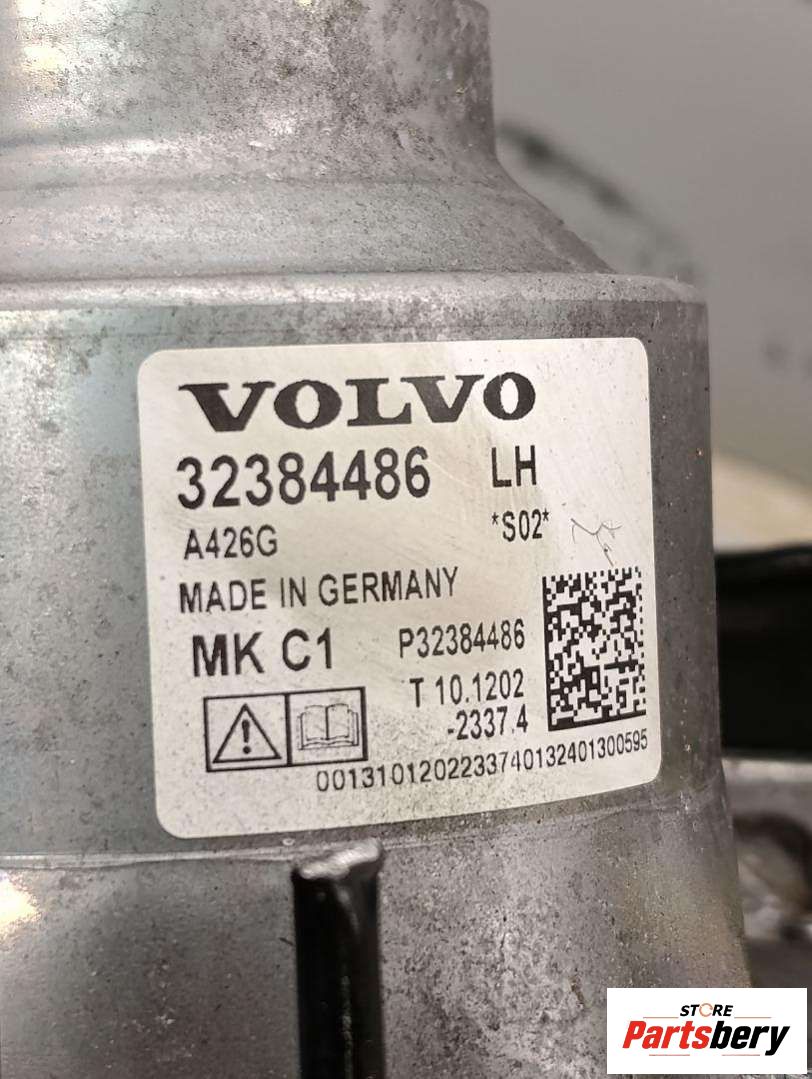 VOLVO
32384486 LH
A426G *S02*
MADE IN GERMANY
MK C1 P32384486
T 10.1202
-2337.4
0013101202233740132401300595
STORE
Partsbery